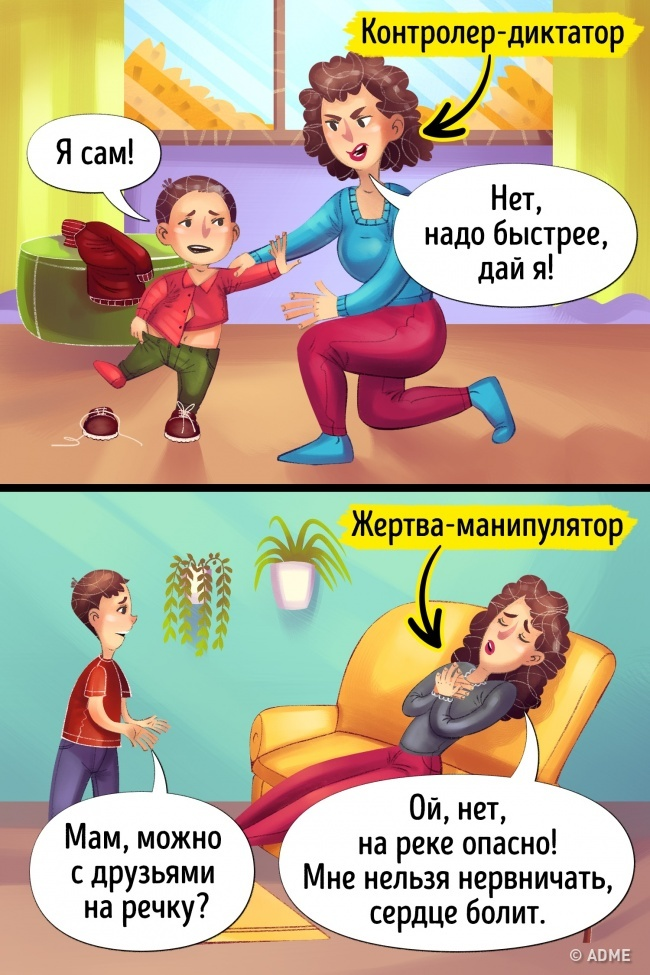 Контролер-диктатор
Я сам!
Нет,
надо быстрее,
дай я!
Жертва-манипулятор
Мам, можно
с друзьями
на речку?
Ой, нет,
на реке опасно!
Мне нельзя нервничать,
сердце болит.
© ADME